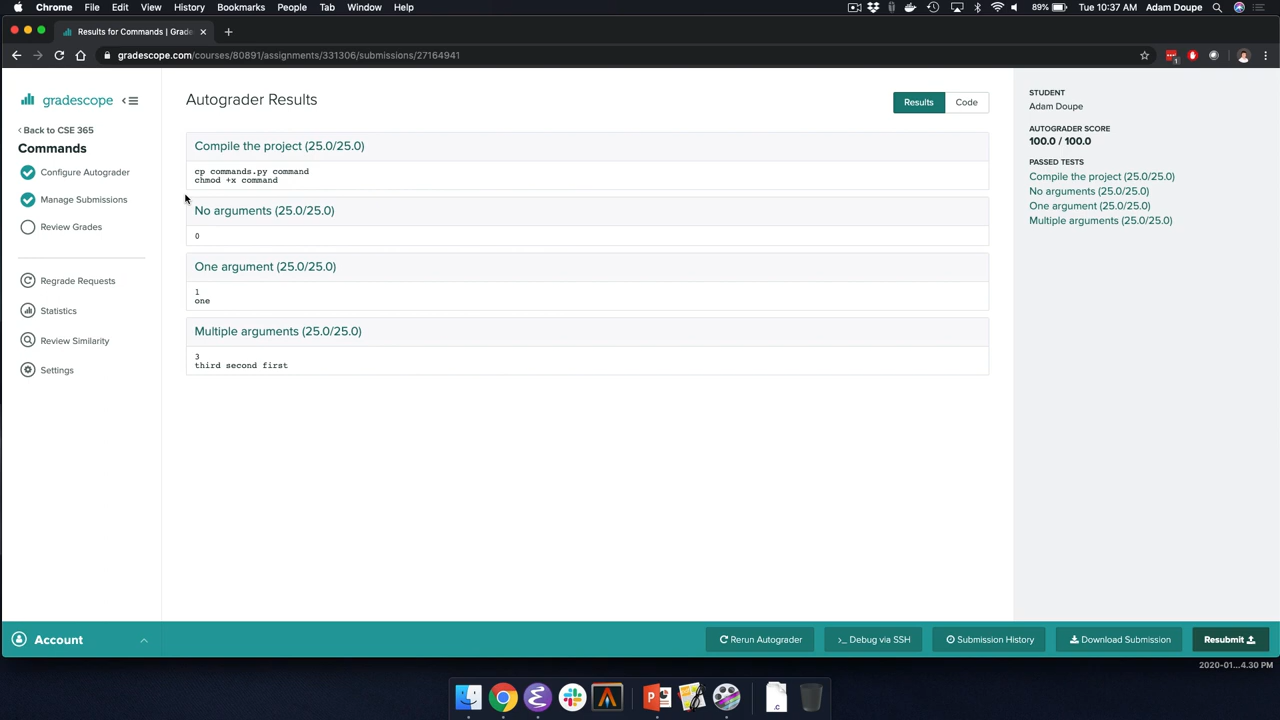 Chrome File Edit View History Bookmarks People Tab Window Help 89% Tue 10:37 AM Adam Doupe
Results for Commands | Grade
gradescope.com/courses/80891/assignments/331306/submissions/27164941
gradescope
Back to CSE 365
Commands
Configure Autograder
Manage Submissions
Review Grades
Regrade Requests
Statistics
Review Similarity
Settings
Autograder Results
Results Code
Compile the project (25.0/25.0)
cp commands.py command
chmod +x command
No arguments (25.0/25.0)
0
One argument (25.0/25.0)
1
one
Multiple arguments (25.0/25.0)
3
third second first
STUDENT
Adam Doupe
AUTOGRADER SCORE
100.0 / 100.0
PASSED TESTS
Compile the project (25.0/25.0)
No arguments (25.0/25.0)
One argument (25.0/25.0)
Multiple arguments (25.0/25.0)
Account
Rerun Autograder >_ Debug via SSH Submission History Download Submission Resubmit
2020-01...4.30 PM